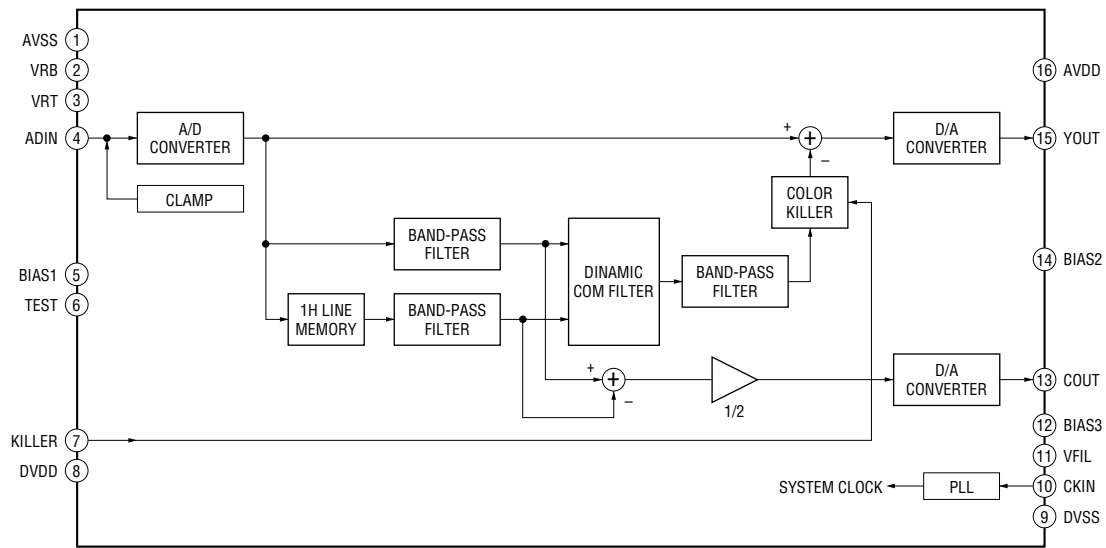 AVSS 1
VRB 2
VRT 3
ADIN 4
BIAS1 5
TEST 6
KILLER 7
DVDD 8
A/D
CONVERTER
CLAMP
BAND-PASS
FILTER
1H LINE
MEMORY
BAND-PASS
FILTER
DINAMIC
COM FILTER
BAND-PASS
FILTER
COLOR
KILLER
+
+
–
D/A
CONVERTER
+
+
–
1/2
D/A
CONVERTER
SYSTEM CLOCK
PLL
16 AVDD
15 YOUT
14 BIAS2
13 COUT
12 BIAS3
11 VFIL
10 CKIN
9 DVSS